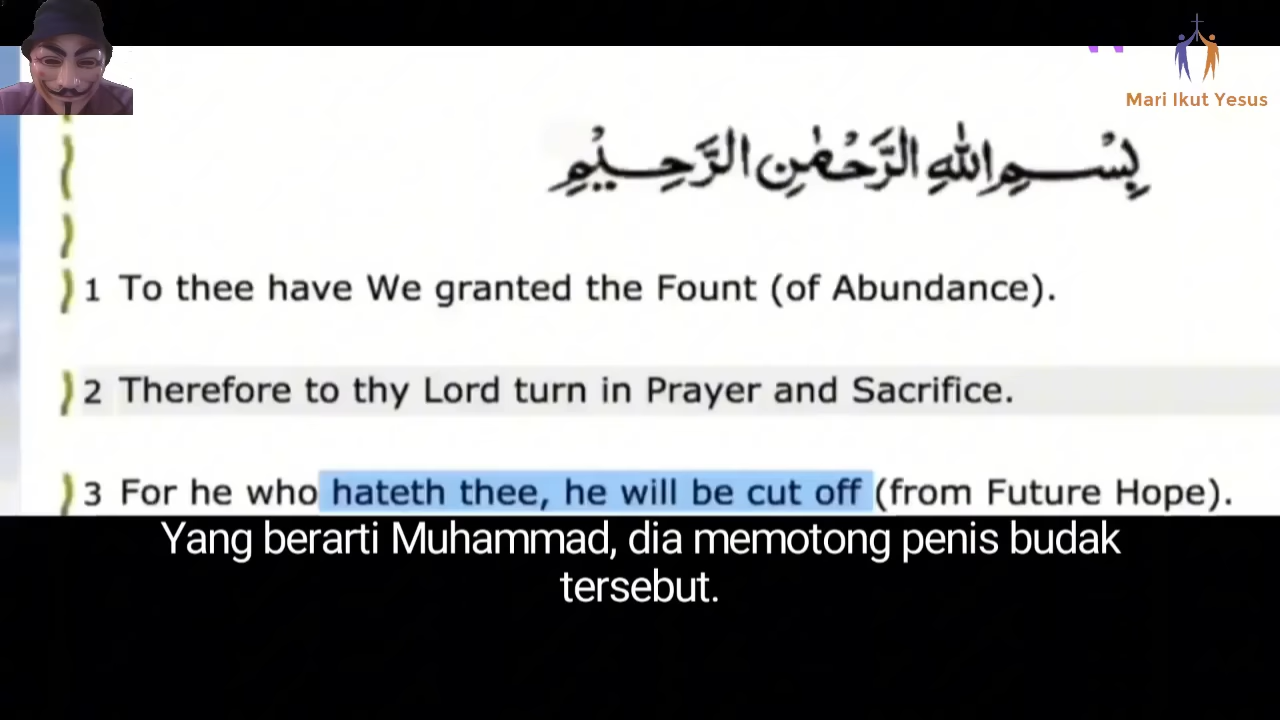 Mari Ikut Yesus
بِسْمِ اللهِ الرَّحْمٰنِ الرَّحِيْمِ
1 To thee have We granted the Fount (of Abundance).
2 Therefore to thy Lord turn in Prayer and Sacrifice.
3 For he who hateth thee, he will be cut off (from Future Hope).
Yang berarti Muhammad, dia memotong penis budak
tersebut.